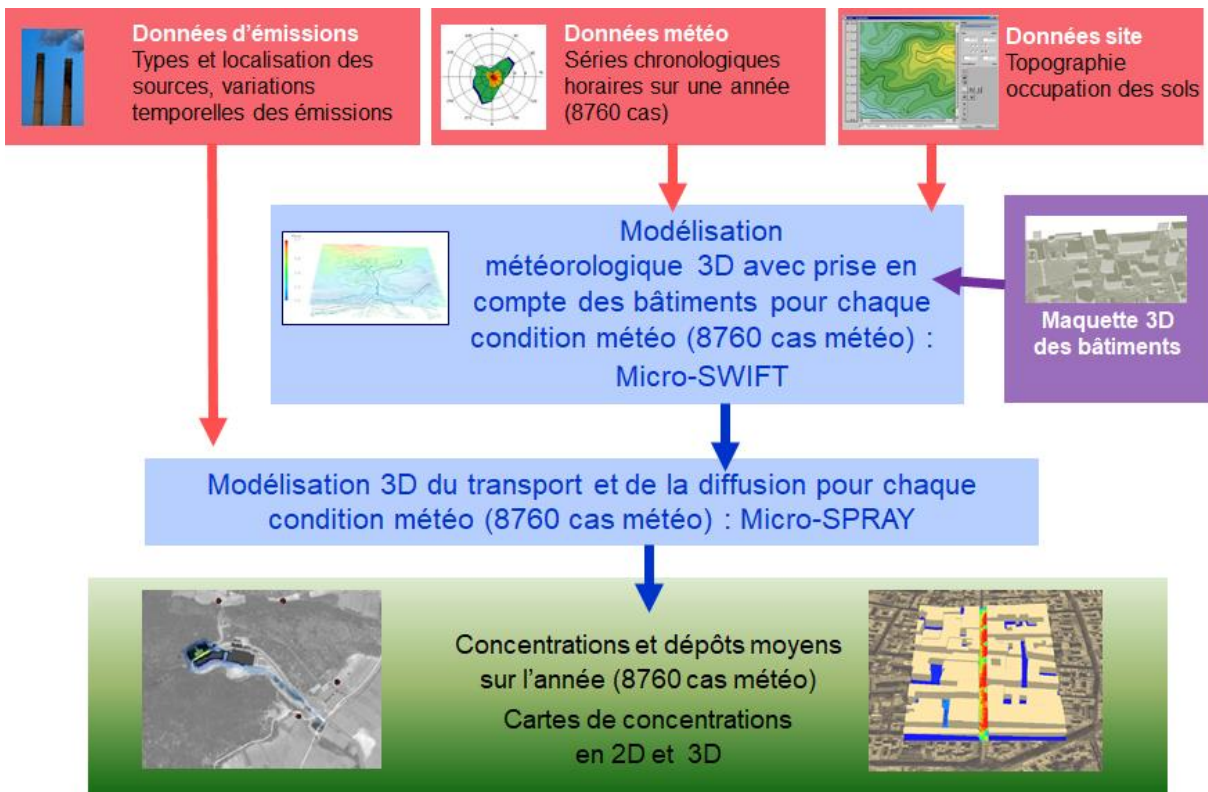 Données d'émissions
Types et localisation des
sources, variations
temporelles des émissions
Données météo
Séries chronologiques
horaires sur une année
(8760 cas)
Données site
Topographie
occupation des sols
Modélisation
météorologique 3D avec prise en
compte des bâtiments pour chaque
condition météo (8760 cas météo) :
Micro-SWIFT
Maquette 3D
des bâtiments
Modélisation 3D du transport et de la diffusion pour chaque
condition météo (8760 cas météo) : Micro-SPRAY
Concentrations et dépôts moyens
sur l'année (8760 cas météo)
Cartes de concentrations
en 2D et 3D